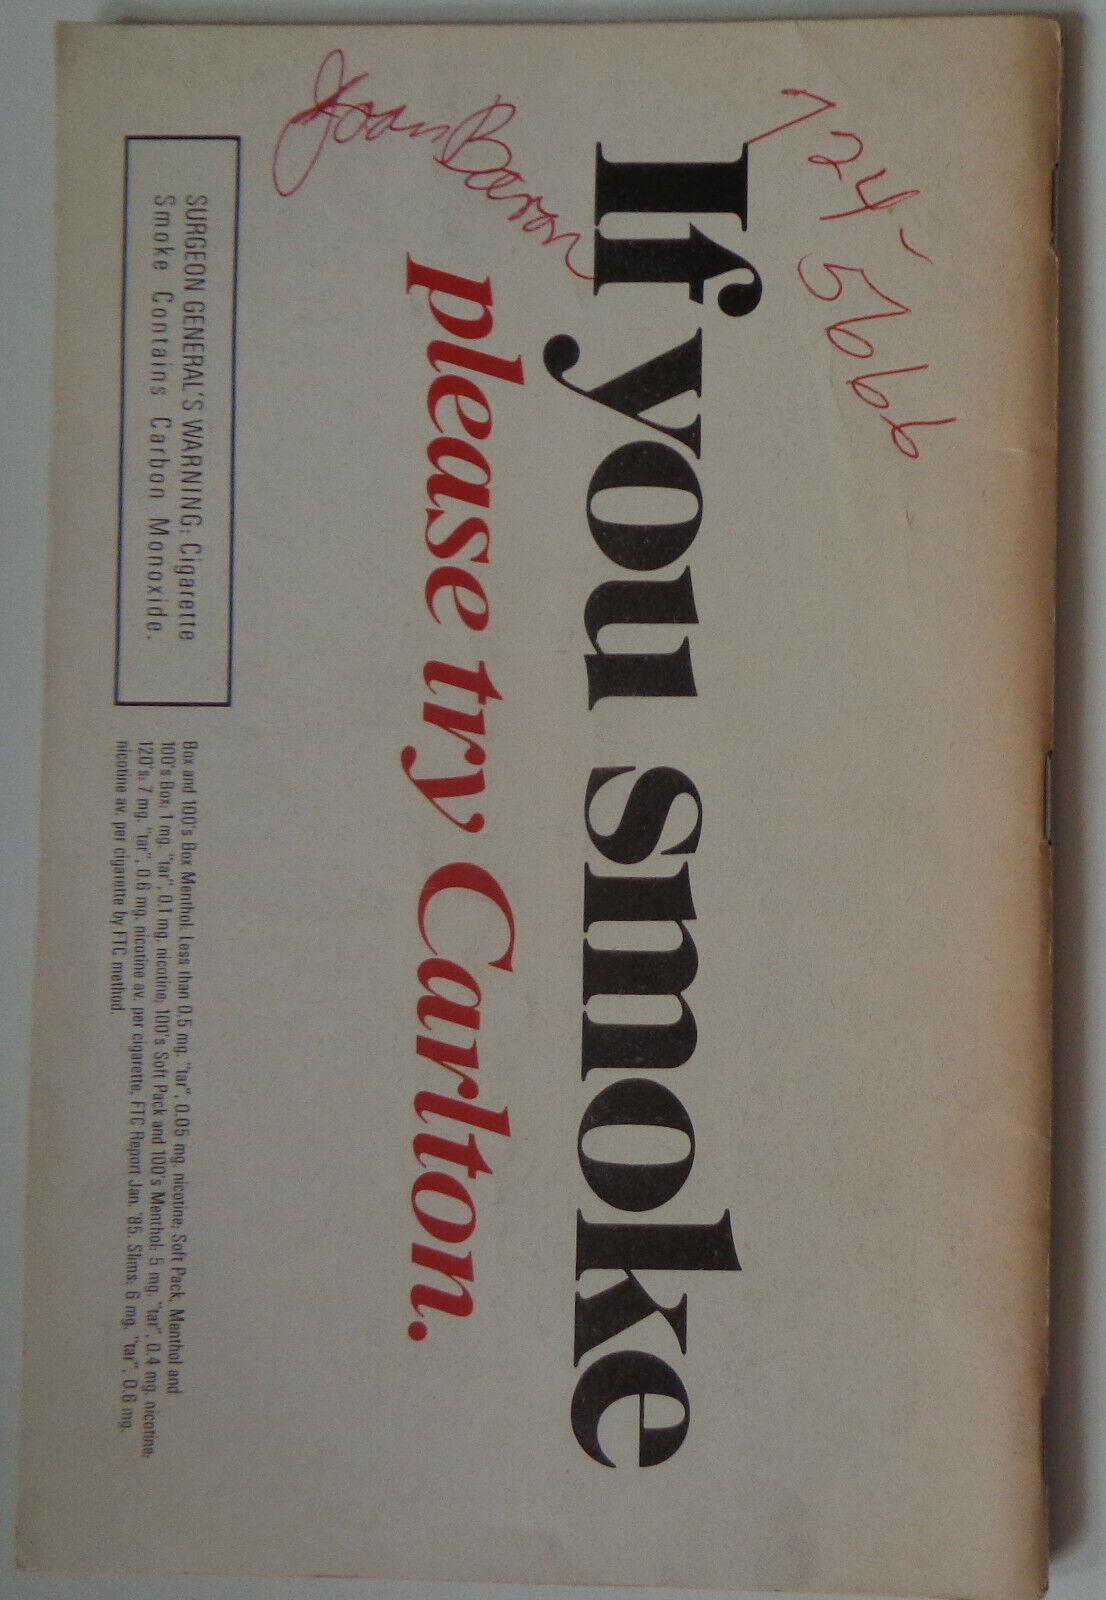 724-5666
If you smoke
Joan Baron
please try Carlton.
SURGEON GENERAL'S WARNING: Cigarette
Smoke Contains Carbon Monoxide.
Box and 100's Box Menthol: Less than 0.5 mg. "tar", 0.05 mg. nicotine; Soft Pack, Menthol and
100's Box: 1 mg. "tar", 0.1 mg. nicotine; 100's Soft Pack and 100's Menthol: 5 mg. "tar", 0.4 mg. nicotine;
120's: 7 mg. "tar", 0.6 mg. nicotine av. per cigarette, FTC Report Jan. '85. Slims: 6 mg. "tar", 0.6 mg.
nicotine av. per cigarette by FTC method.